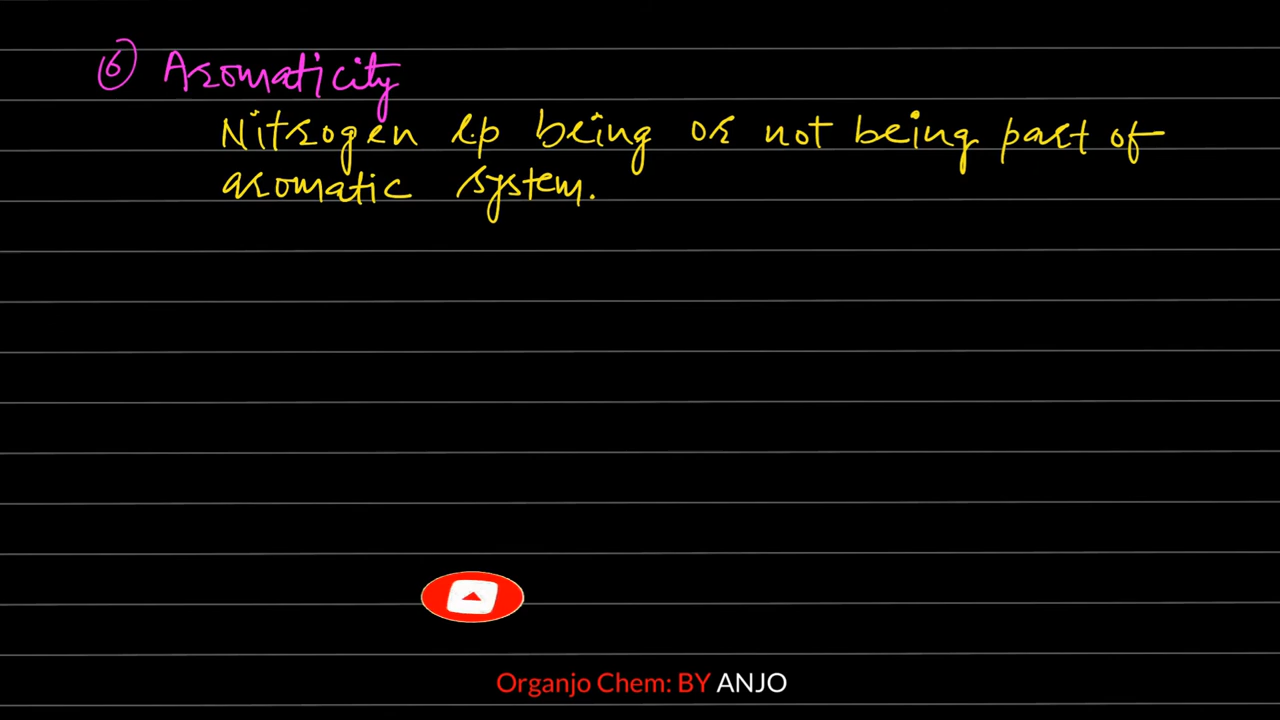 ⑥ Aromaticity
Nitrogen lp being or not being part of
aromatic system.
Organjo Chem: BY ANJO